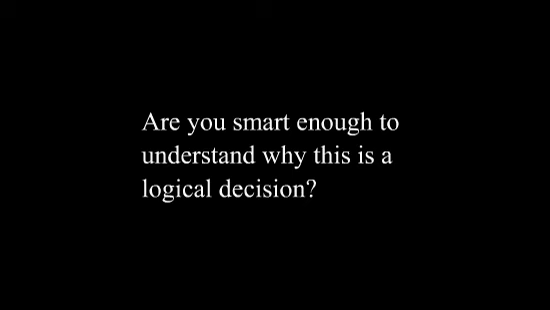 Are you smart enough to
understand why this is a
logical decision?